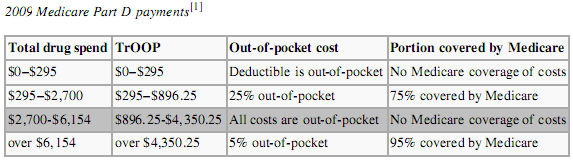 2009 Medicare Part D payments[1]
Total drug spend TrOOP Out-of-pocket cost Portion covered by Medicare
$0–$295 $0–$295 Deductible is out-of-pocket No Medicare coverage of costs
$295–$2,700 $295–$896.25 25% out-of-pocket 75% covered by Medicare
$2,700-$6,154 $896.25-$4,350.25 All costs are out-of-pocket No Medicare coverage of costs
over $6,154 over $4,350.25 5% out-of-pocket 95% covered by Medicare